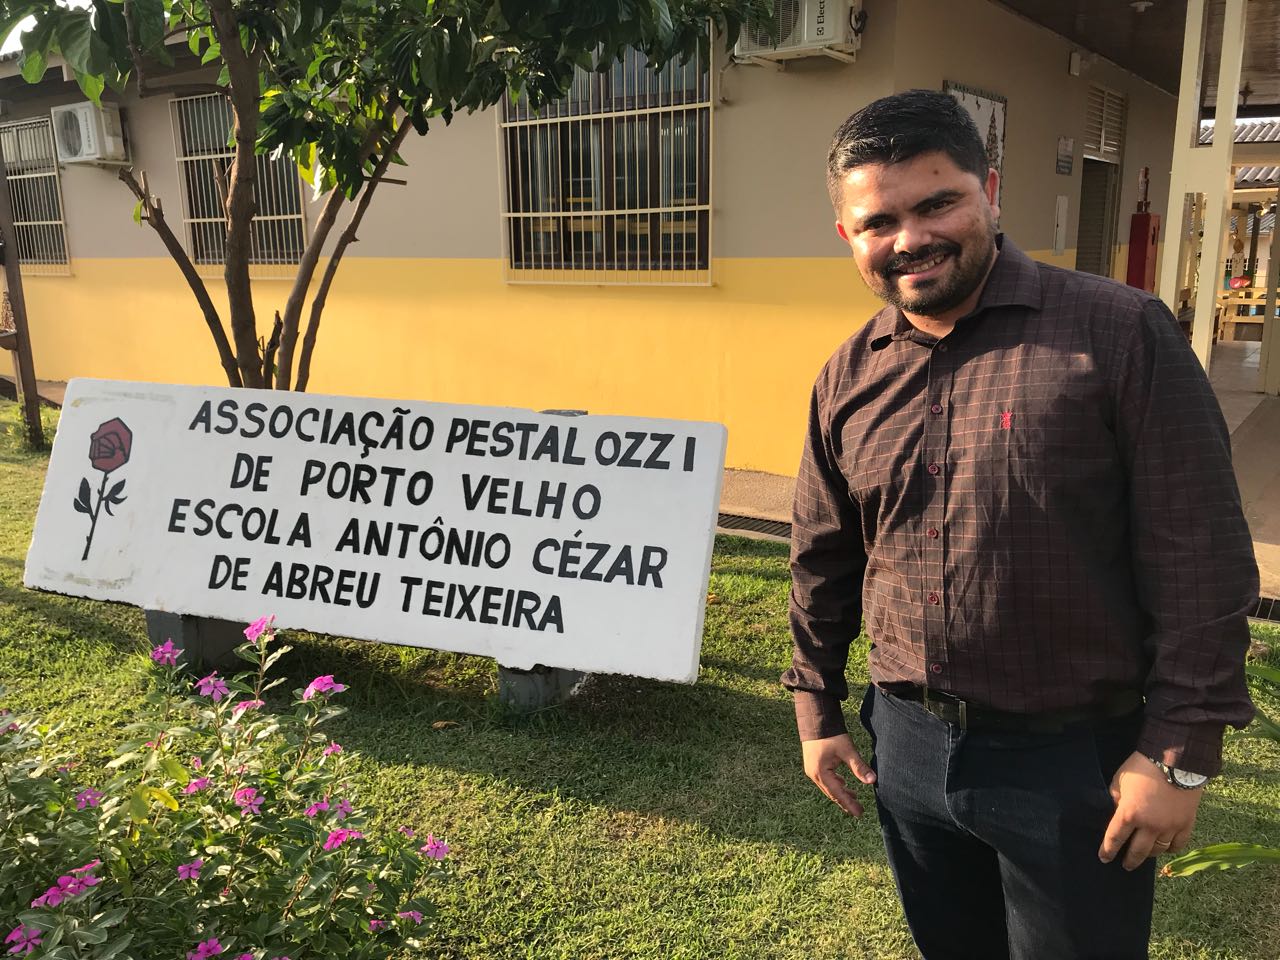 ASSOCIAÇÃO PESTALOZZI
DE PORTO VELHO
ESCOLA ANTÔNIO CÉZAR
DE ABREU TEIXEIRA